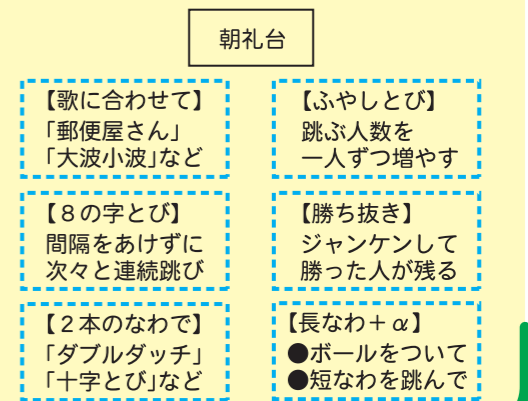 朝礼台
【歌に合わせて】
「郵便屋さん」
「大波小波」など
【ふやしとび】
跳ぶ人数を
一人ずつ増やす
【8の字とび】
間隔をあけずに
次々と連続跳び
【勝ち抜き】
ジャンケンして
勝った人が残る
【2本のなわで】
「ダブルダッチ」
「十字とび」など
【長なわ+α】
●ボールをついて
●短なわを跳んで